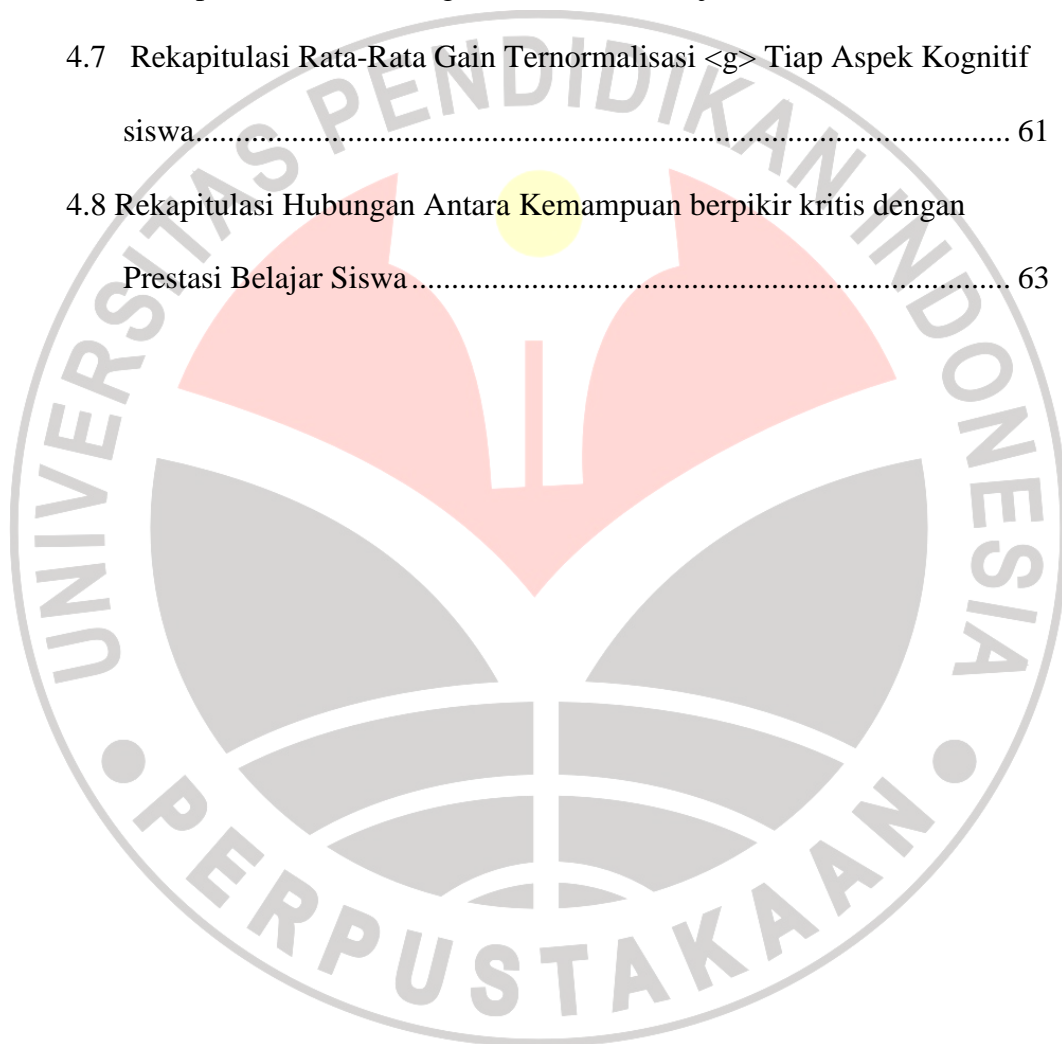 4.7 Rekapitulasi Rata-Rata Gain Ternormalisasi <g> Tiap Aspek Kognitif
siswa.................................................................................................. 61
4.8 Rekapitulasi Hubungan Antara Kemampuan berpikir kritis dengan
Prestasi Belajar Siswa ........................................................................ 63
UNIVERSITAS PENDIDIKAN INDONESIA
PERPUSTAKAAN